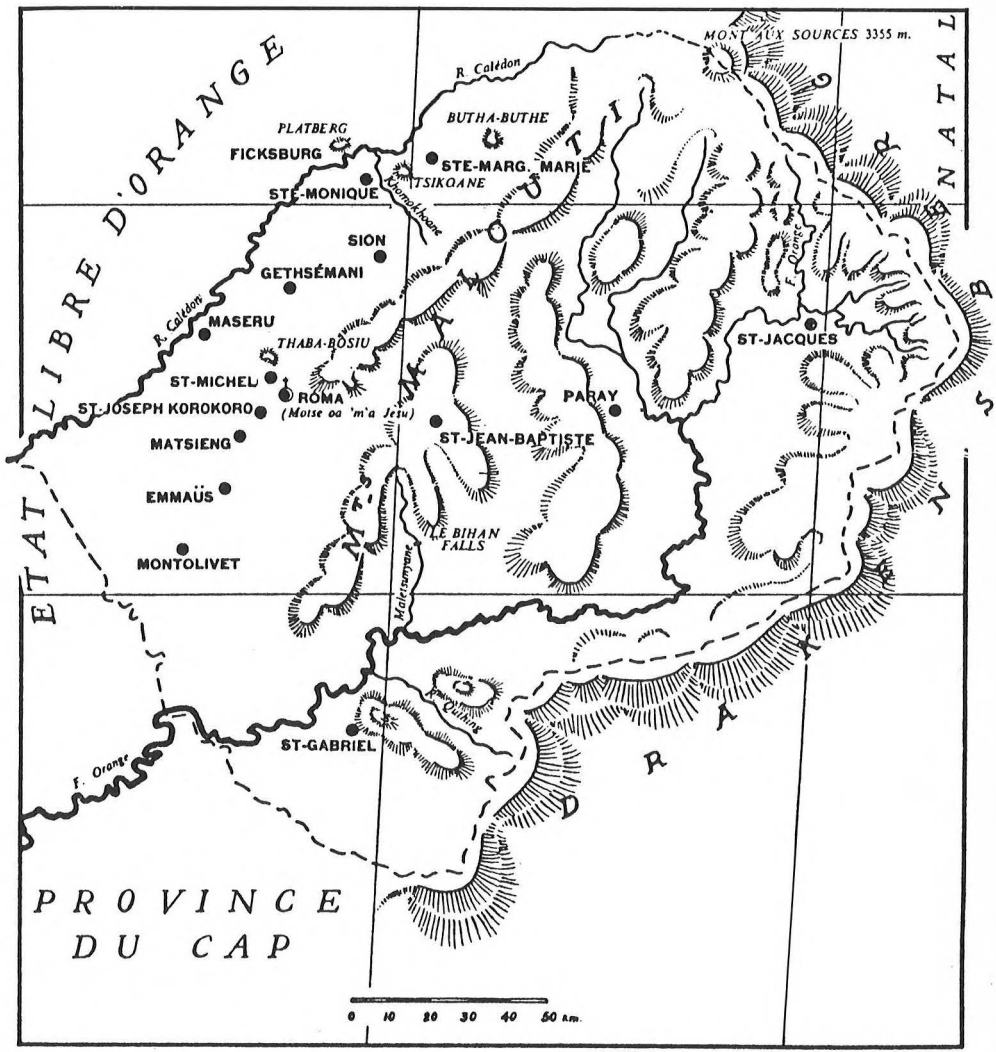 MONT AUX SOURCES 3355 m.
NATAL
R. Calédon
ETAT LIBRE D'ORANGE
PLATBERG
BUTHA-BUTHE
FICKSBURG
STE-MARG. MARIE
TSIKOANE
STE-MONIQUE
MTS MALOUTI
SION
GETHSÉMANI
F. Orange
R. Calédon
MASERU
ST-JACQUES
THABA-BOSIU
ST-MICHEL
ROMA
(Motse oa 'm'a Jesu)
PARAY
ST-JOSEPH KOROKORO
ST-JEAN-BAPTISTE
MATSIENG
EMMAÜS
LE BIHAN
FALLS
MONTOLIVET
Maletsunyane
R. Quthing
ST-GABRIEL
F. Orange
DRAKENSBERG
PROVINCE
DU CAP
0 10 20 30 40 50 km.